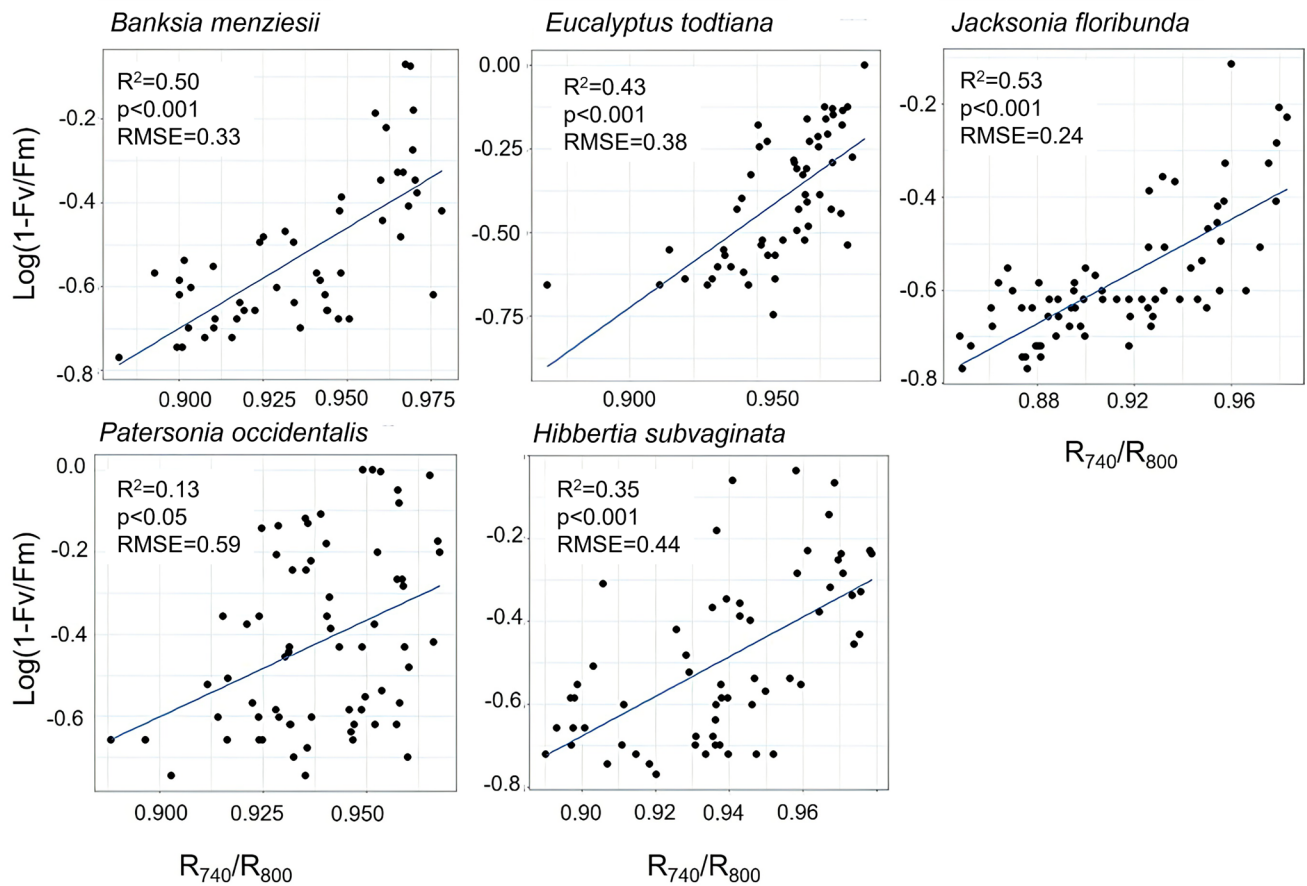 Banksia menziesii
R²=0.50
p<0.001
RMSE=0.33
Log(1-Fv/Fm)
-0.2
-0.4
-0.6
-0.8
0.900 0.925 0.950 0.975
Eucalyptus todtiana
R²=0.43
p<0.001
RMSE=0.38
0.00
-0.25
-0.50
-0.75
0.900 0.950
Jacksonia floribunda
R²=0.53
p<0.001
RMSE=0.24
-0.2
-0.4
-0.6
-0.8
0.88 0.92 0.96
R₇₄₀/R₈₀₀
Patersonia occidentalis
R²=0.13
p<0.05
RMSE=0.59
Log(1-Fv/Fm)
0.0
-0.2
-0.4
-0.6
0.900 0.925 0.950
R₇₄₀/R₈₀₀
Hibbertia subvaginata
R²=0.35
p<0.001
RMSE=0.44
-0.2
-0.4
-0.6
-0.8
0.90 0.92 0.94 0.96
R₇₄₀/R₈₀₀